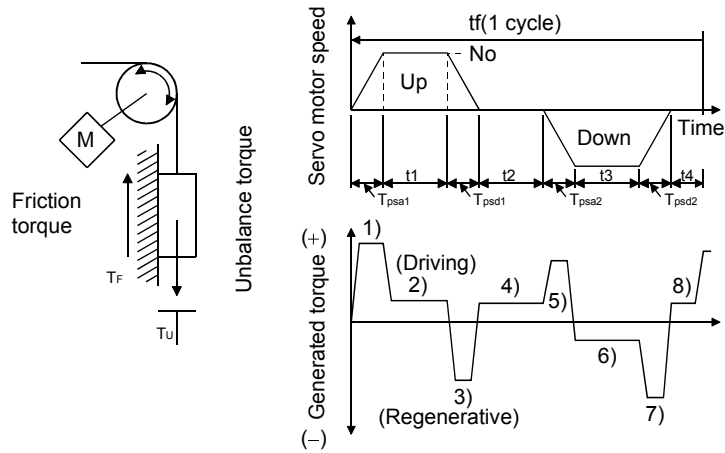 M
Friction
torque
TF
TU
Unbalance torque
Servo motor speed
tf(1 cycle)
No
Up
Down
Time
t1
t2
t3
t4
Tpsa1
Tpsd1
Tpsa2
Tpsd2
Generated torque
(+)
(–)
1)
(Driving)
2)
3)
(Regenerative)
4)
5)
6)
7)
8)